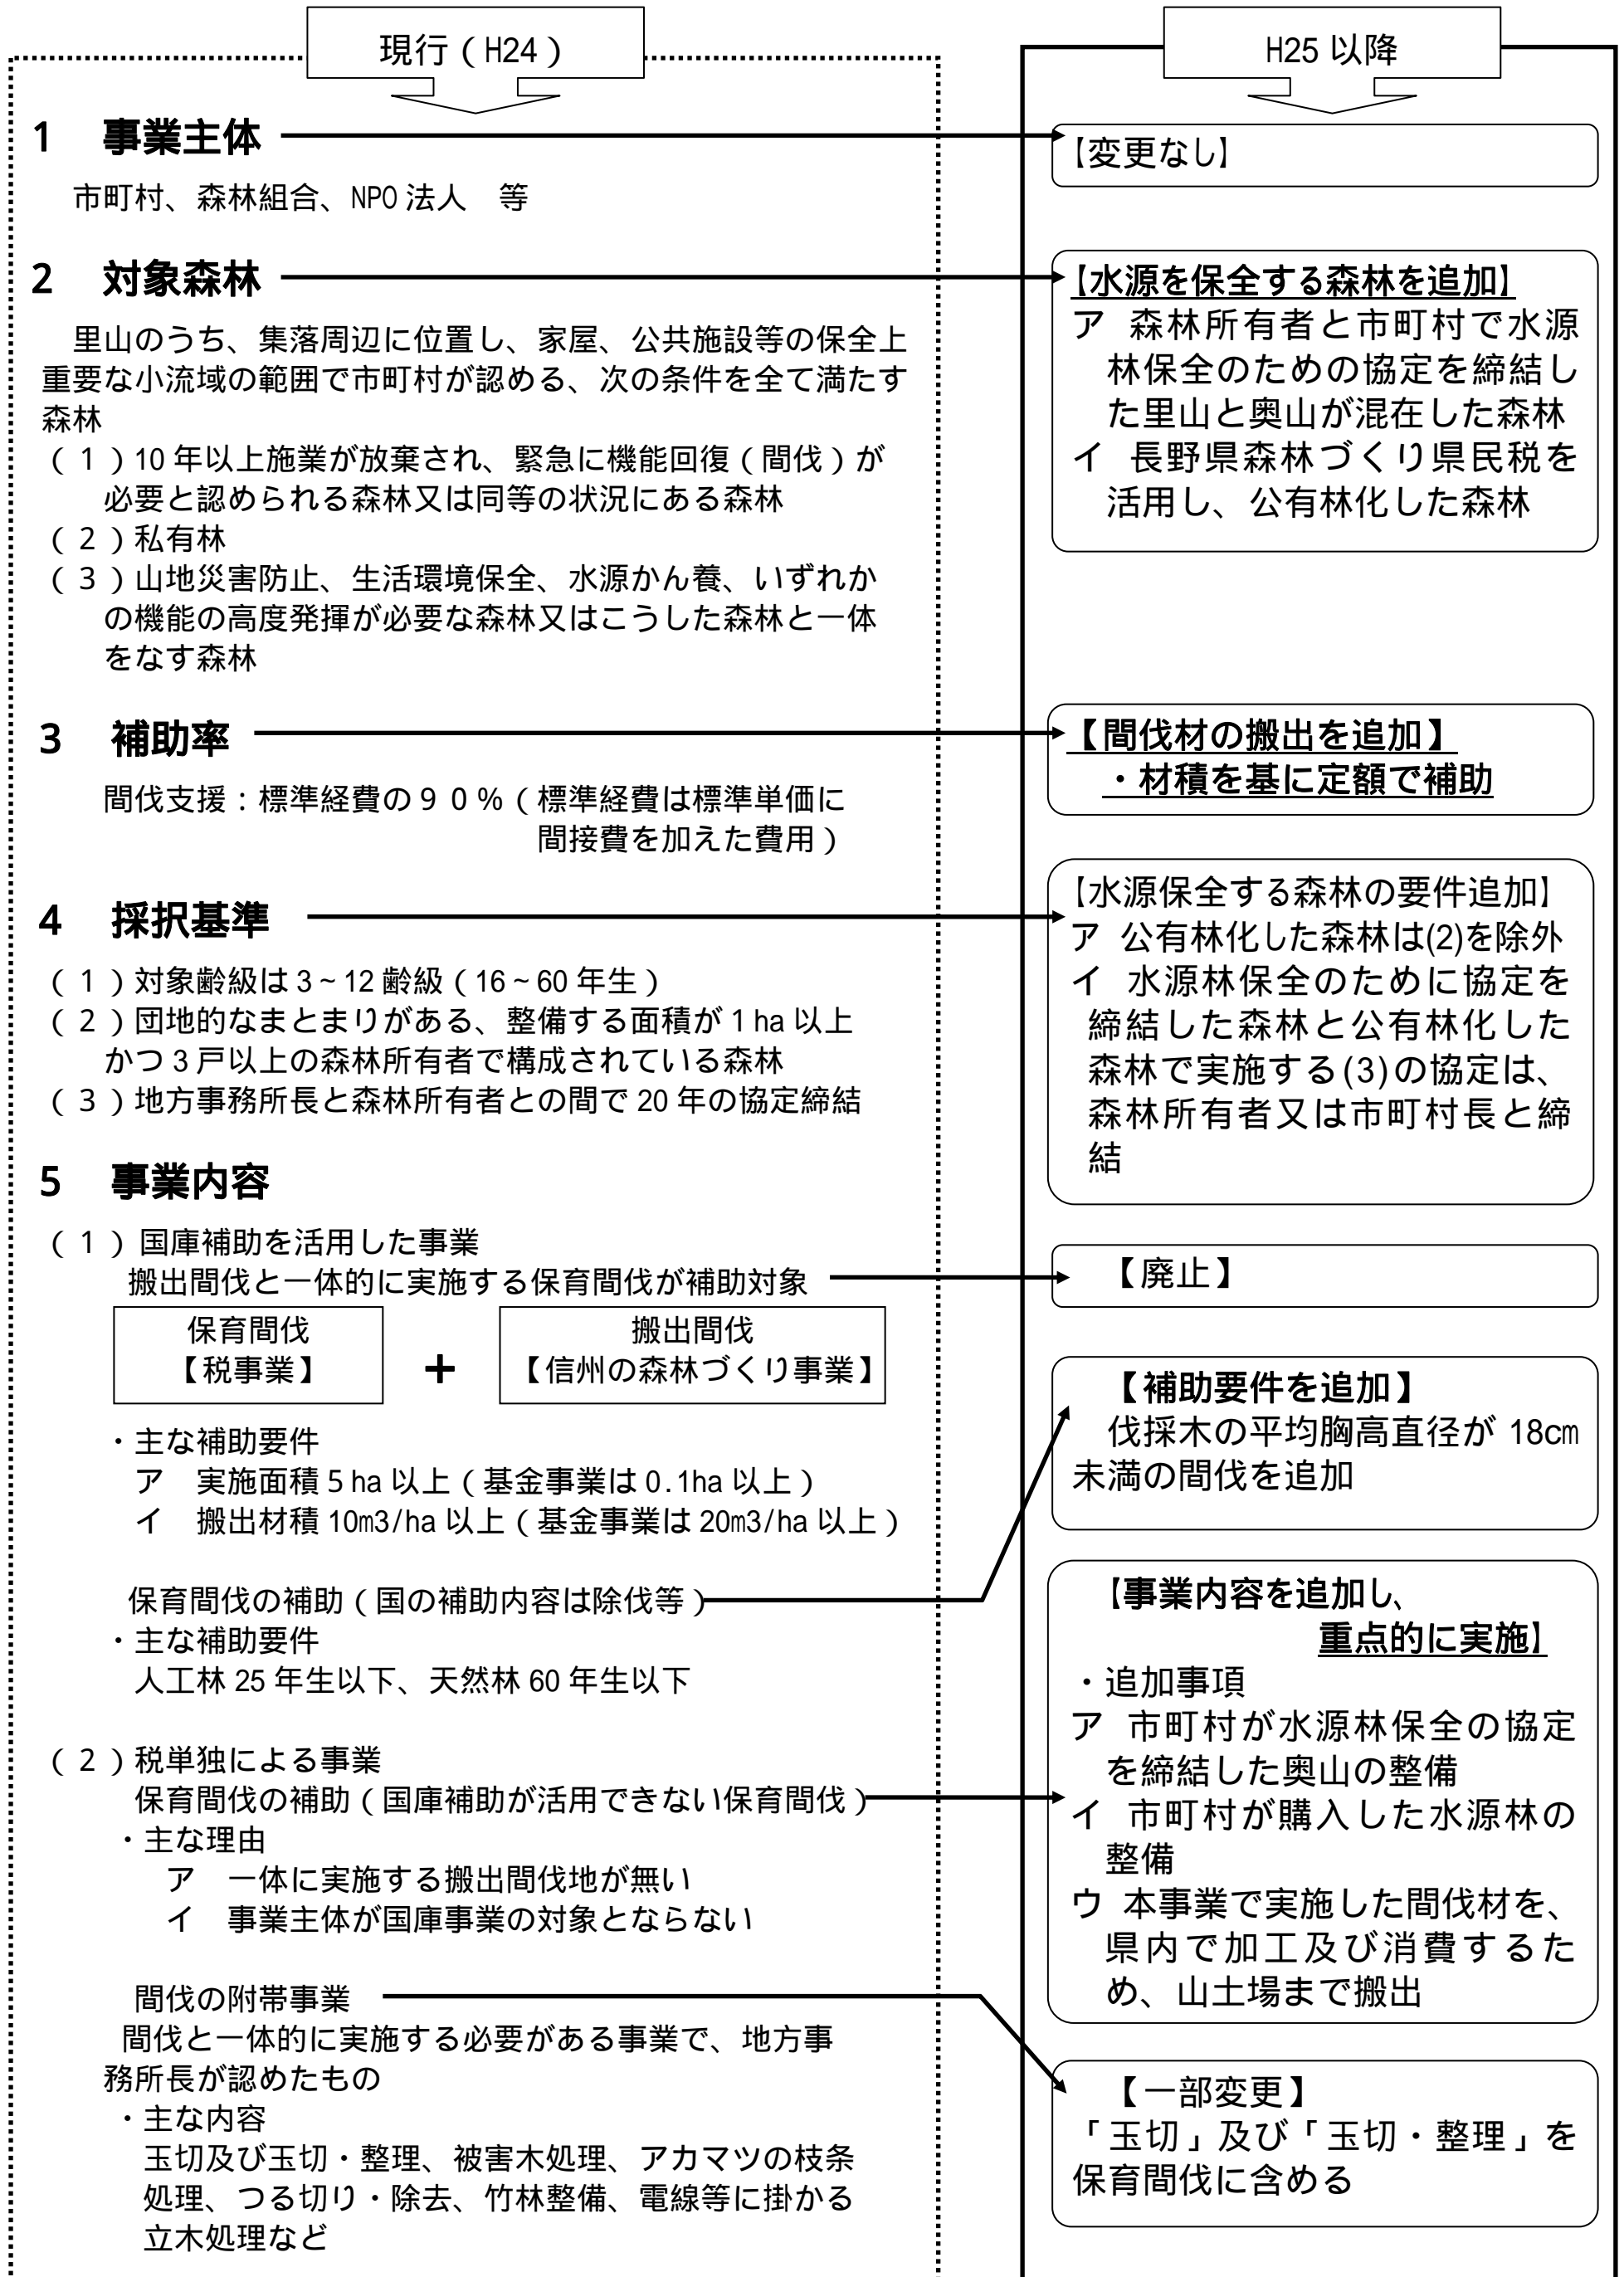 現行（H24）
1　事業主体
市町村、森林組合、NPO法人　等
2　対象森林
里山のうち、集落周辺に位置し、家屋、公共施設等の保全上
重要な小流域の範囲で市町村が認める、次の条件を全て満たす
森林
（1）10年以上施業が放棄され、緊急に機能回復（間伐）が
必要と認められる森林又は同等の状況にある森林
（2）私有林
（3）山地災害防止、生活環境保全、水源かん養、いずれか
の機能の高度発揮が必要な森林又はこうした森林と一体
をなす森林
3　補助率
間伐支援：標準経費の90％（標準経費は標準単価に
間接費を加えた費用）
4　採択基準
（1）対象齢級は3～12齢級（16～60年生）
（2）団地的なまとまりがある、整備する面積が1ha以上
かつ3戸以上の森林所有者で構成されている森林
（3）地方事務所長と森林所有者との間で20年の協定締結
5　事業内容
（1）国庫補助を活用した事業
搬出間伐と一体的に実施する保育間伐が補助対象
保育間伐
【税事業】
＋
搬出間伐
【信州の森林づくり事業】
・主な補助要件
ア　実施面積5ha以上（基金事業は0.1ha以上）
イ　搬出材積10m3/ha以上（基金事業は20m3/ha以上）
保育間伐の補助（国の補助内容は除伐等）
・主な補助要件
人工林25年生以下、天然林60年生以下
（2）税単独による事業
保育間伐の補助（国庫補助が活用できない保育間伐）
・主な理由
ア　一体に実施する搬出間伐地が無い
イ　事業主体が国庫事業の対象とならない
間伐の附帯事業
間伐と一体的に実施する必要がある事業で、地方事
務所長が認めたもの
・主な内容
玉切及び玉切・整理、被害木処理、アカマツの枝条
処理、つる切り・除去、竹林整備、電線等に掛かる
立木処理など
H25以降
【変更なし】
【水源を保全する森林を追加】
ア　森林所有者と市町村で水源
林保全のための協定を締結し
た里山と奥山が混在した森林
イ　長野県森林づくり県民税を
活用し、公有林化した森林
【間伐材の搬出を追加】
・材積を基に定額で補助
【水源保全する森林の要件追加】
ア　公有林化した森林は(2)を除外
イ　水源林保全のために協定を
締結した森林と公有林化した
森林で実施する(3)の協定は、
森林所有者又は市町村長と締
結
【廃止】
【補助要件を追加】
伐採木の平均胸高直径が18cm
未満の間伐を追加
【事業内容を追加し、
重点的に実施】
・追加事項
ア　市町村が水源林保全の協定
を締結した奥山の整備
イ　市町村が購入した水源林の
整備
ウ　本事業で実施した間伐材を、
県内で加工及び消費するた
め、山土場まで搬出
【一部変更】
「玉切」及び「玉切・整理」を
保育間伐に含める